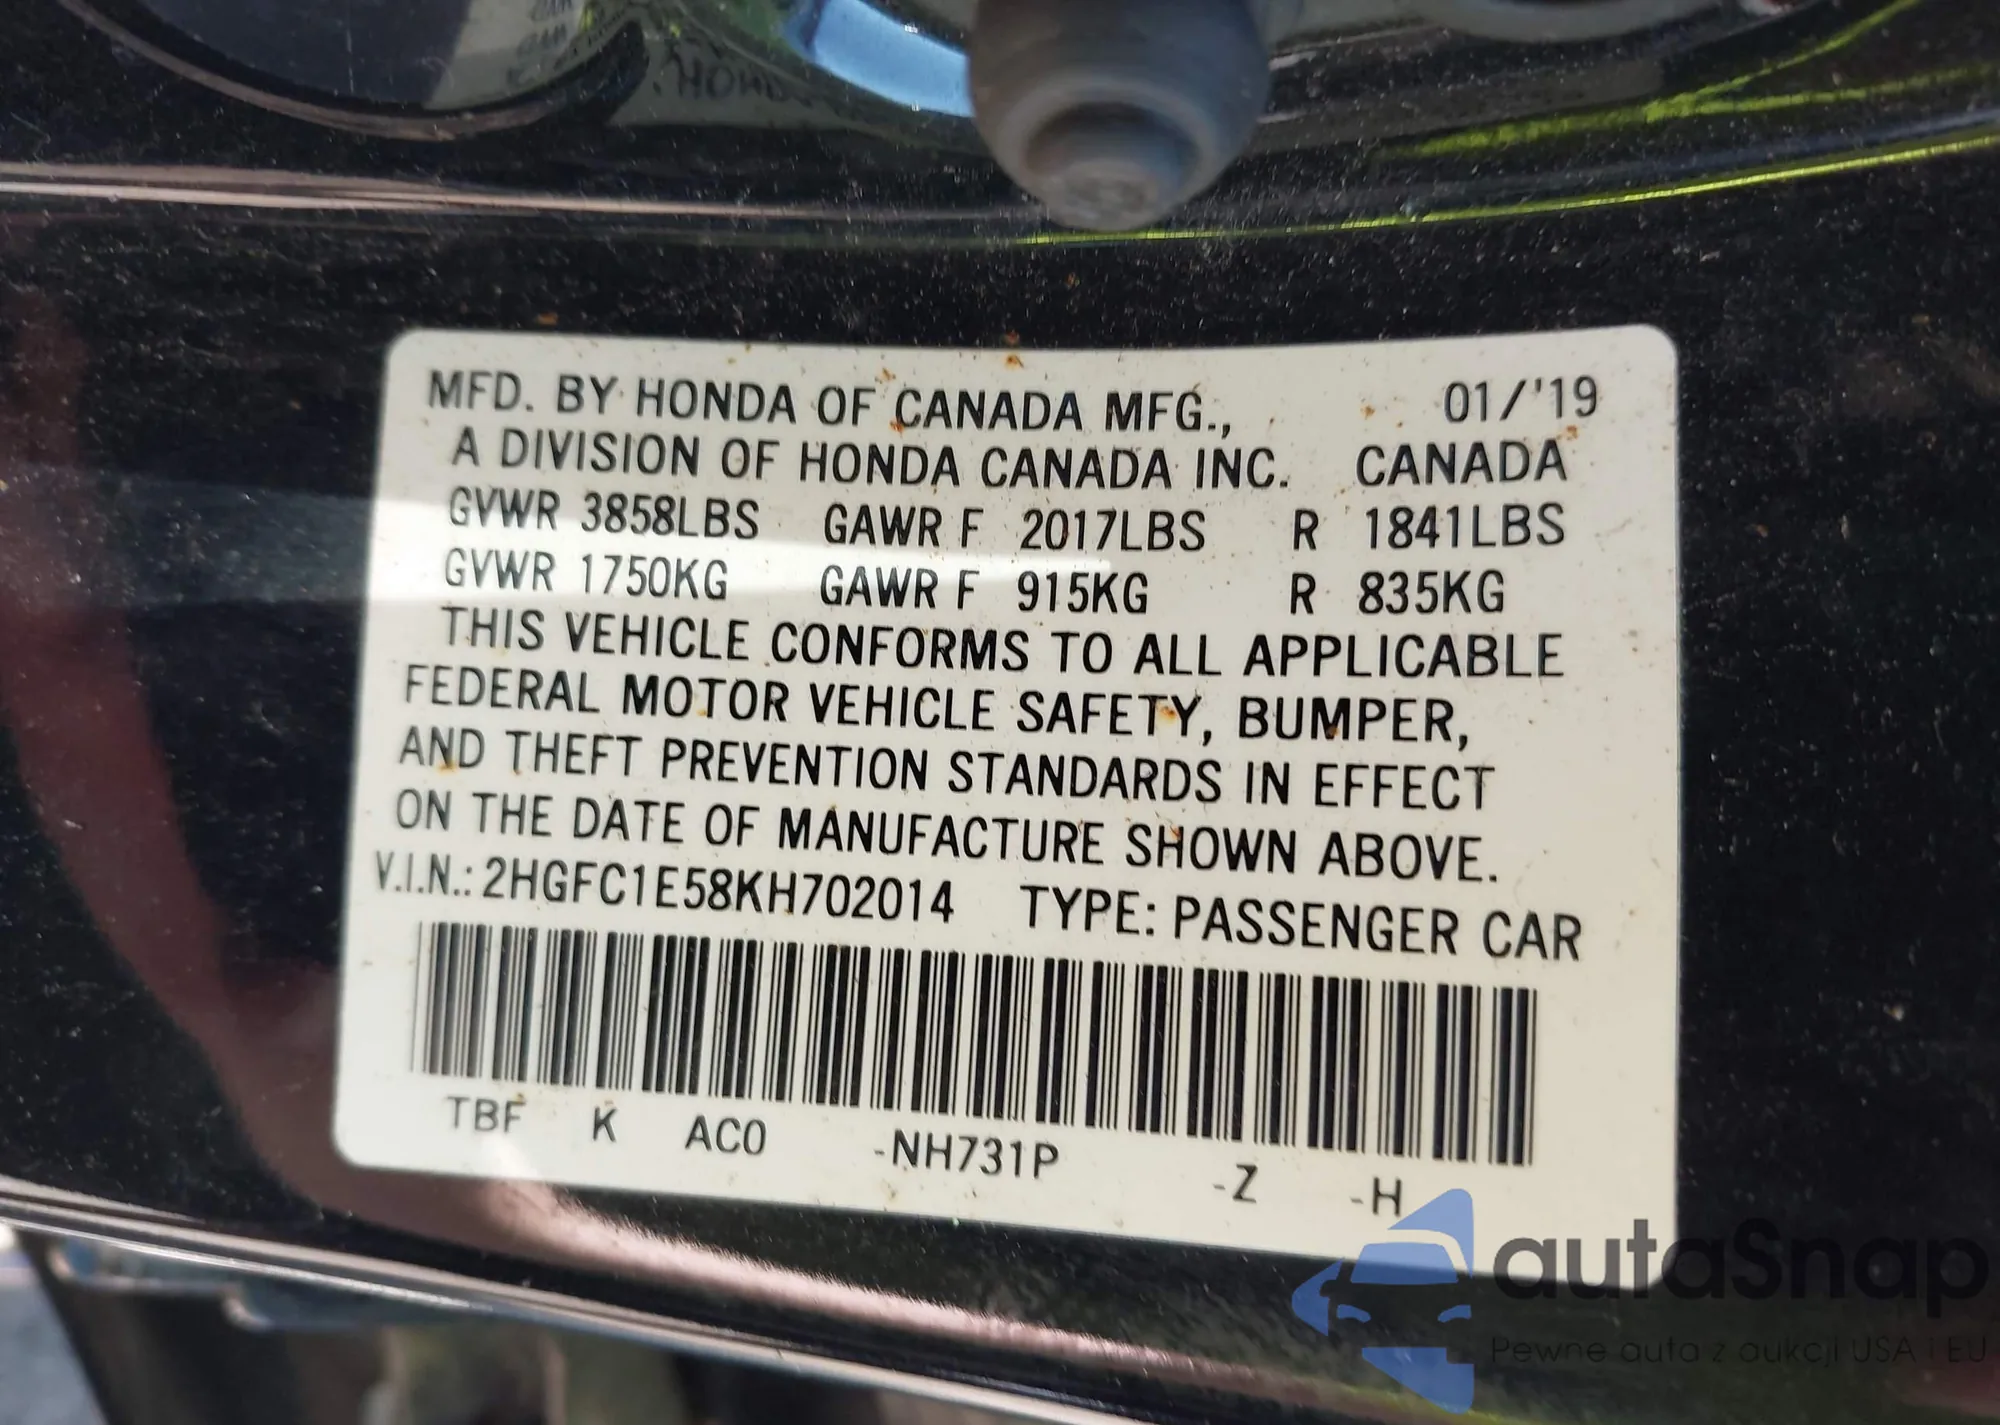 MFD. BY HONDA OF CANADA MFG., 01/'19
A DIVISION OF HONDA CANADA INC. CANADA
GVWR 3858LBS GAWR F 2017LBS R 1841LBS
GVWR 1750KG GAWR F 915KG R 835KG
THIS VEHICLE CONFORMS TO ALL APPLICABLE
FEDERAL MOTOR VEHICLE SAFETY, BUMPER,
AND THEFT PREVENTION STANDARDS IN EFFECT
ON THE DATE OF MANUFACTURE SHOWN ABOVE.
V.I.N.: 2HGFC1E58KH702014 TYPE: PASSENGER CAR
TBF K AC0 -NH731P -Z -H
autaSnap
Pewne auta z aukcji USA i EU